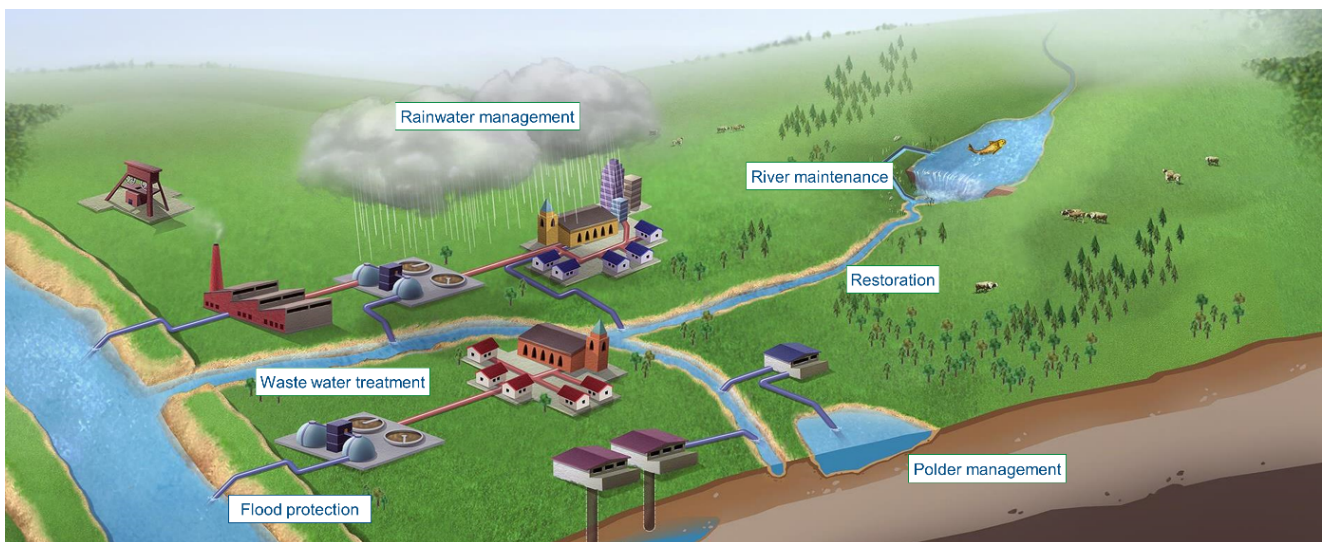 Rainwater management
River maintenance
Restoration
Waste water treatment
Polder management
Flood protection